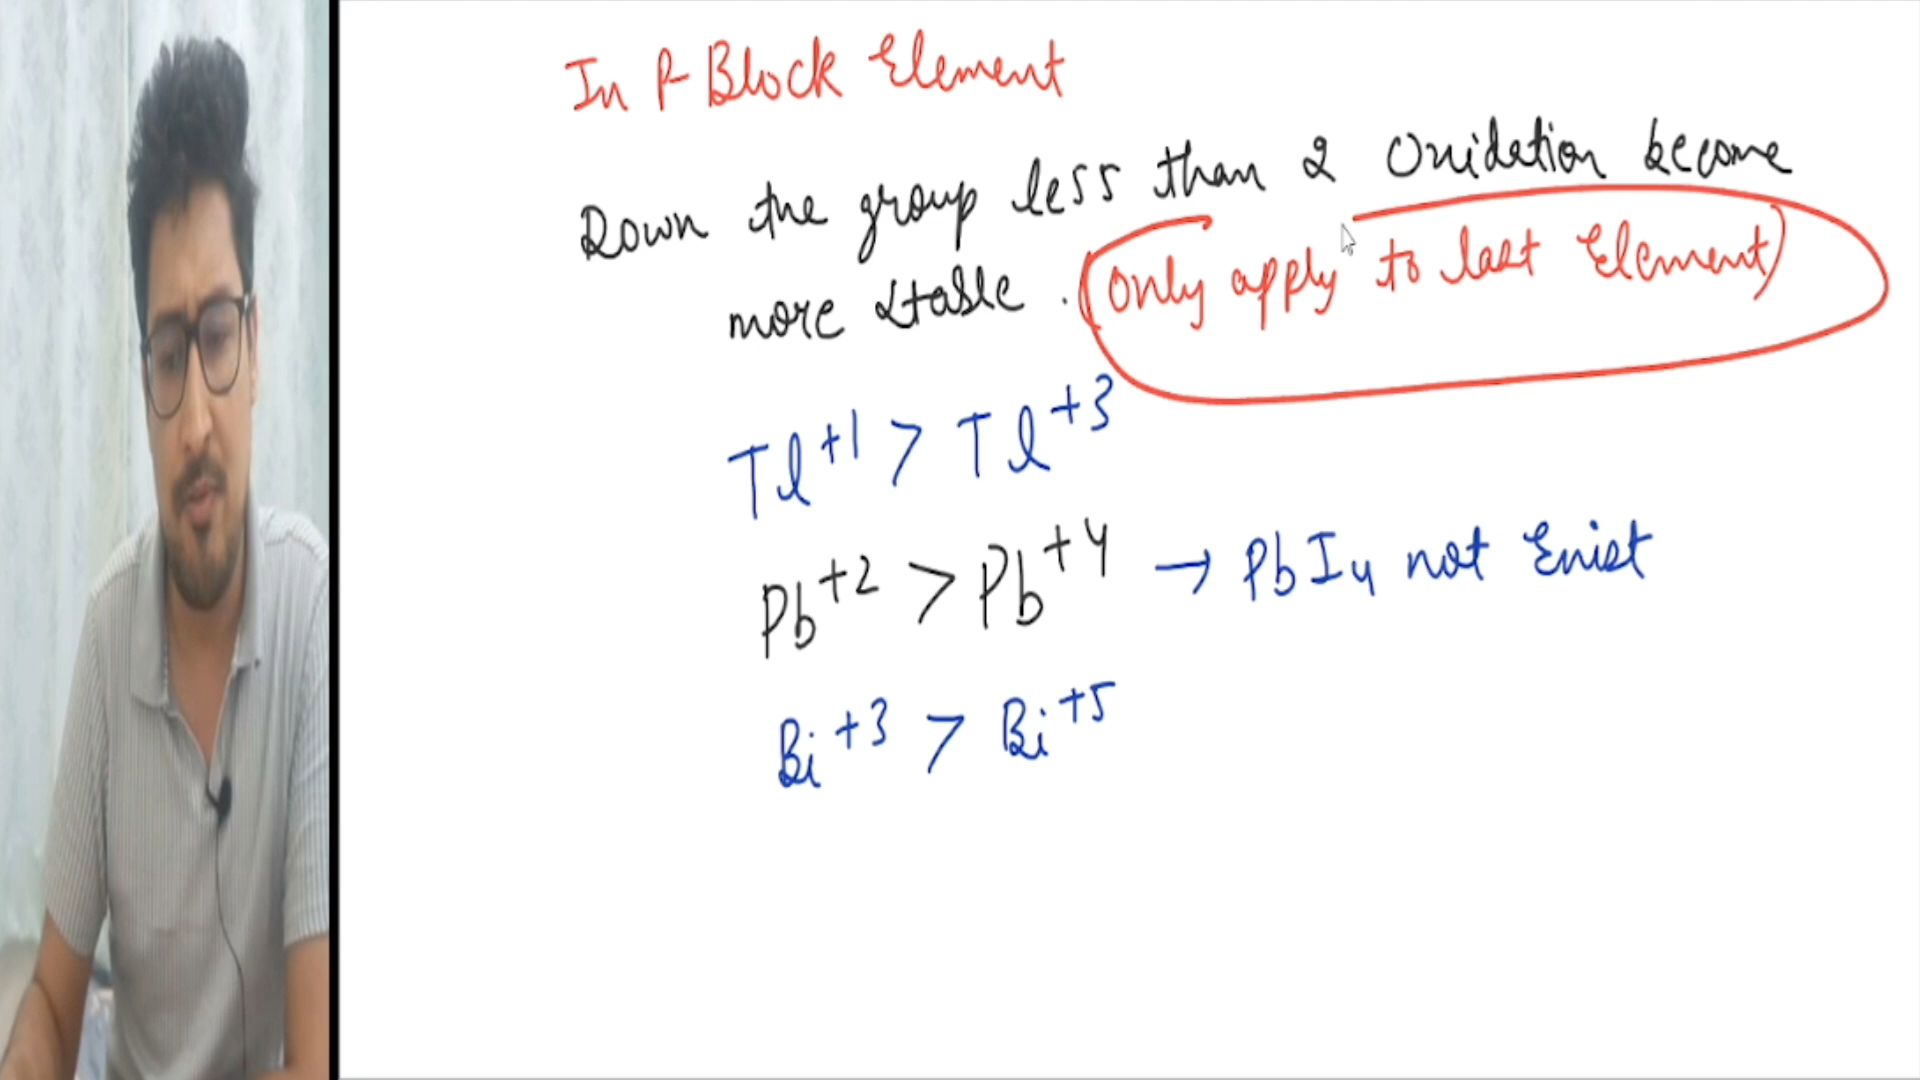 In P-Block Element
Down the group less than 2 Oxidation become
more stable . (only apply to last Element)
Tl+1 > Tl+3
Pb+2 > Pb+4 → PbI4 not Exist
Bi+3 > Bi+5